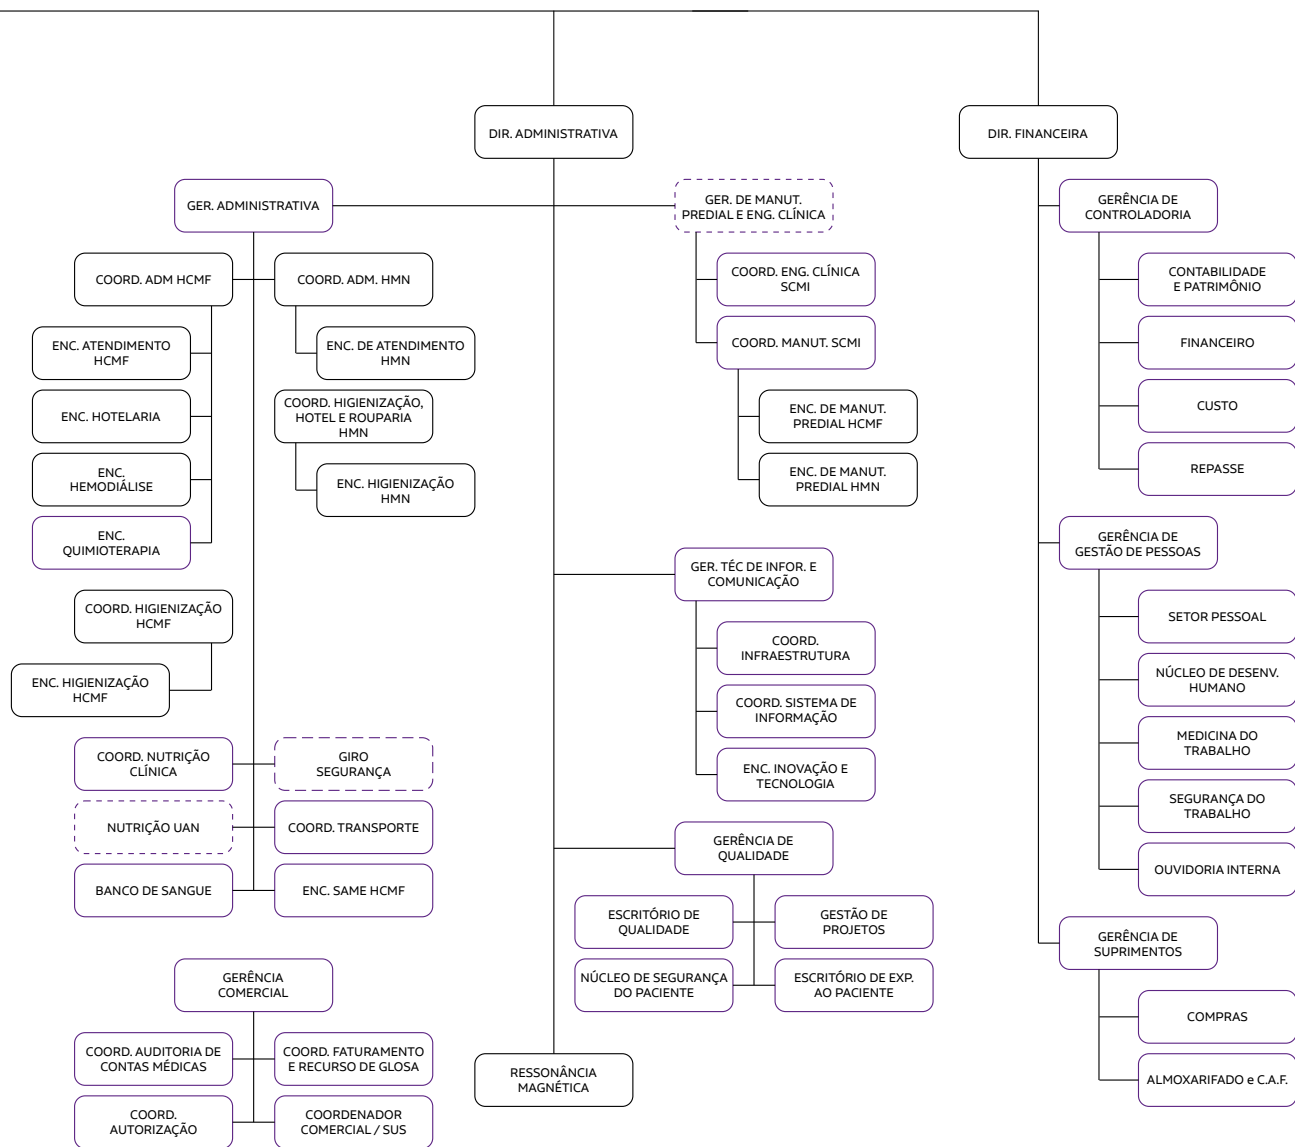 DIR. ADMINISTRATIVA
DIR. FINANCEIRA
GER. ADMINISTRATIVA
COORD. ADM HCMF
ENC. ATENDIMENTO
HCMF
ENC. HOTELARIA
ENC.
HEMODIÁLISE
ENC.
QUIMIOTERAPIA
COORD. HIGIENIZAÇÃO
HCMF
ENC. HIGIENIZAÇÃO
HCMF
COORD. ADM. HMN
ENC. DE ATENDIMENTO
HMN
COORD. HIGIENIZAÇÃO,
HOTEL E ROUPARIA
HMN
ENC. HIGIENIZAÇÃO
HMN
COORD. NUTRIÇÃO
CLÍNICA
GIRO
SEGURANÇA
NUTRIÇÃO UAN
COORD. TRANSPORTE
BANCO DE SANGUE
ENC. SAME HCMF
GERÊNCIA
COMERCIAL
COORD. AUDITORIA DE
CONTAS MÉDICAS
COORD. FATURAMENTO
E RECURSO DE GLOSA
COORD.
AUTORIZAÇÃO
COORDENADOR
COMERCIAL / SUS
GER. DE MANUT.
PREDIAL E ENG. CLÍNICA
COORD. ENG. CLÍNICA
SCMI
COORD. MANUT. SCMI
ENC. DE MANUT.
PREDIAL HCMF
ENC. DE MANUT.
PREDIAL HMN
GER. TÉC DE INFOR. E
COMUNICAÇÃO
COORD.
INFRAESTRUTURA
COORD. SISTEMA DE
INFORMAÇÃO
ENC. INOVAÇÃO E
TECNOLOGIA
GERÊNCIA DE
QUALIDADE
ESCRITÓRIO DE
QUALIDADE
GESTÃO DE
PROJETOS
NÚCLEO DE SEGURANÇA
DO PACIENTE
ESCRITÓRIO DE EXP.
AO PACIENTE
RESSONÂNCIA
MAGNÉTICA
GERÊNCIA DE
CONTROLADORIA
CONTABILIDADE
E PATRIMÔNIO
FINANCEIRO
CUSTO
REPASSE
GERÊNCIA DE
GESTÃO DE PESSOAS
SETOR PESSOAL
NÚCLEO DE DESENV.
HUMANO
MEDICINA DO
TRABALHO
SEGURANÇA DO
TRABALHO
OUVIDORIA INTERNA
GERÊNCIA DE
SUPRIMENTOS
COMPRAS
ALMOXARIFADO e C.A.F.